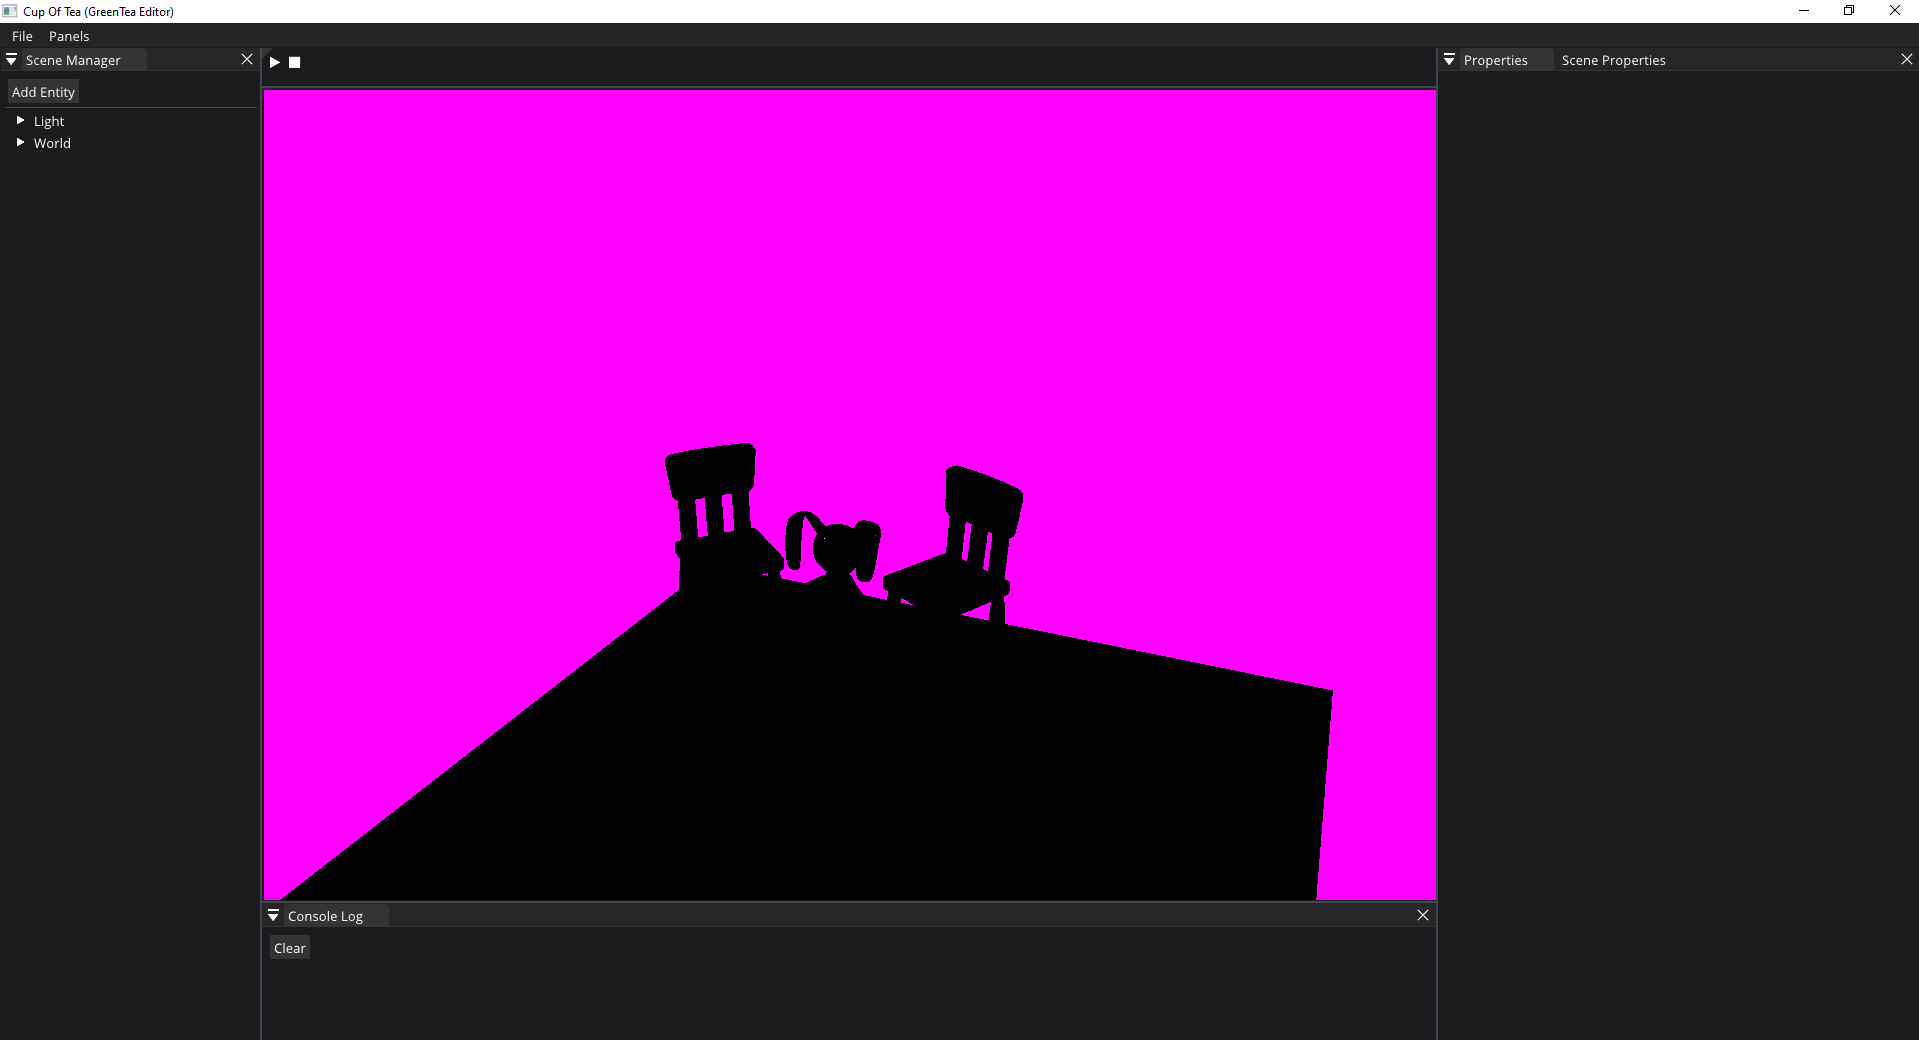 Cup Of Tea (GreenTea Editor)
File Panels
Scene Manager
Add Entity
Light
World
Properties Scene Properties
Console Log
Clear